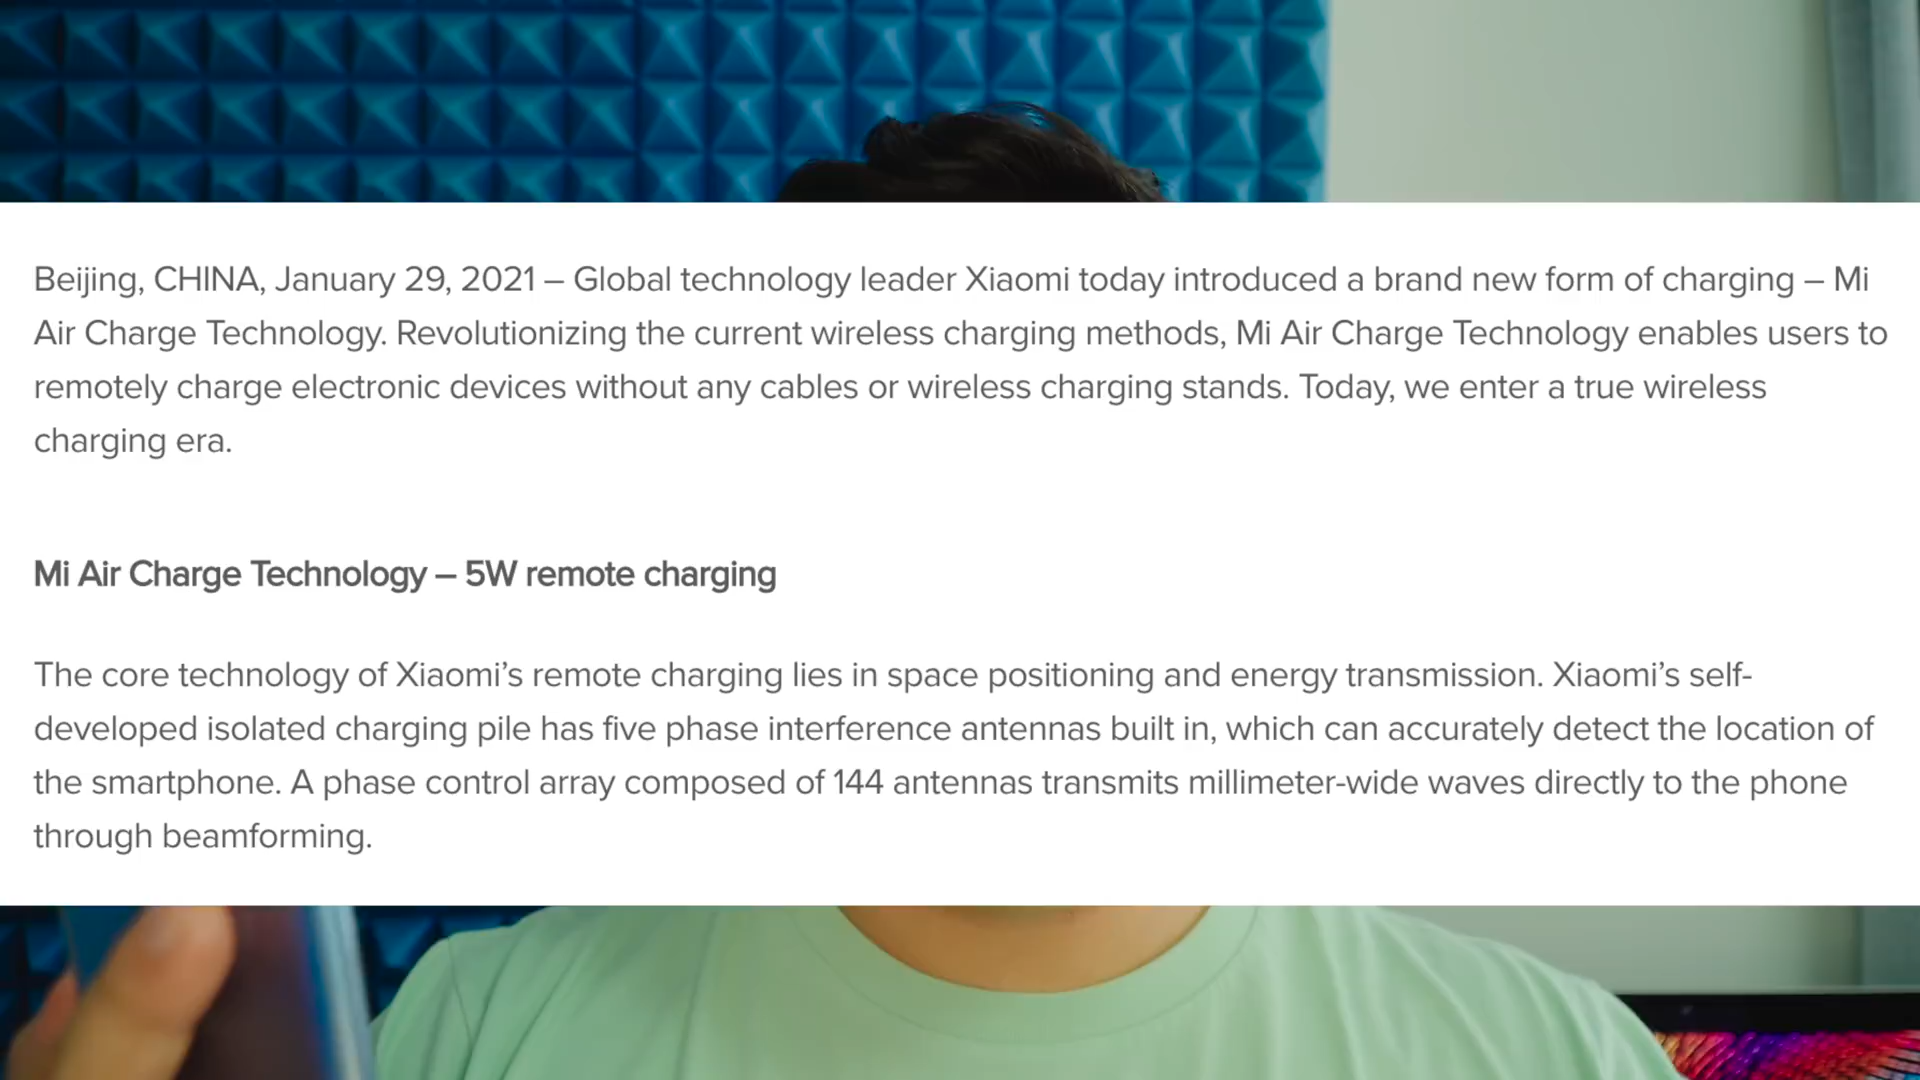 Beijing, CHINA, January 29, 2021 – Global technology leader Xiaomi today introduced a brand new form of charging – Mi
Air Charge Technology. Revolutionizing the current wireless charging methods, Mi Air Charge Technology enables users to
remotely charge electronic devices without any cables or wireless charging stands. Today, we enter a true wireless
charging era.
Mi Air Charge Technology – 5W remote charging
The core technology of Xiaomi’s remote charging lies in space positioning and energy transmission. Xiaomi’s self-
developed isolated charging pile has five phase interference antennas built in, which can accurately detect the location of
the smartphone. A phase control array composed of 144 antennas transmits millimeter-wide waves directly to the phone
through beamforming.